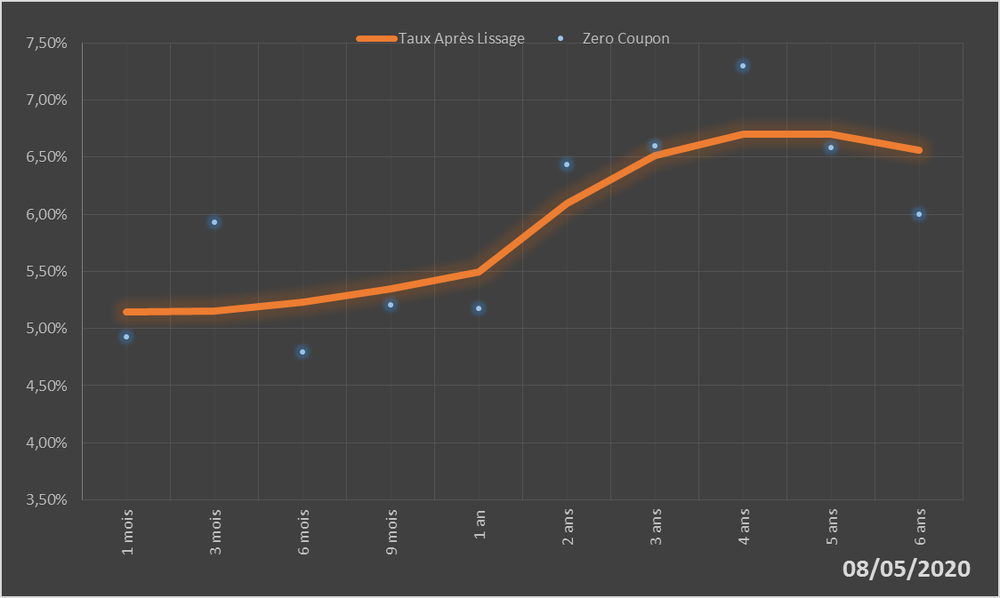 Taux Après Lissage Zero Coupon
7,50%
7,00%
6,50%
6,00%
5,50%
5,00%
4,50%
4,00%
3,50%
1 mois
3 mois
6 mois
9 mois
1 an
2 ans
3 ans
4 ans
5 ans
6 ans
08/05/2020